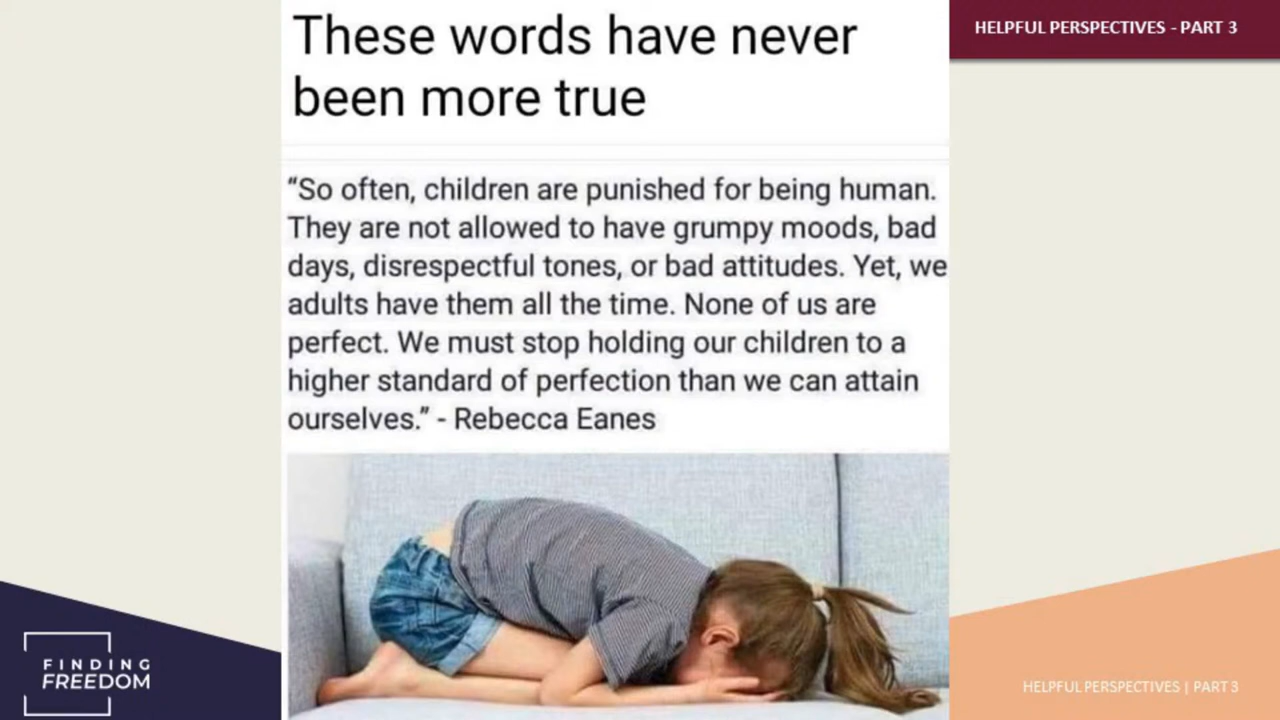 These words have never
been more true
HELPFUL PERSPECTIVES - PART 3
“So often, children are punished for being human.
They are not allowed to have grumpy moods, bad
days, disrespectful tones, or bad attitudes. Yet, we
adults have them all the time. None of us are
perfect. We must stop holding our children to a
higher standard of perfection than we can attain
ourselves.” - Rebecca Eanes
FINDING
FREEDOM
HELPFUL PERSPECTIVES | PART 3